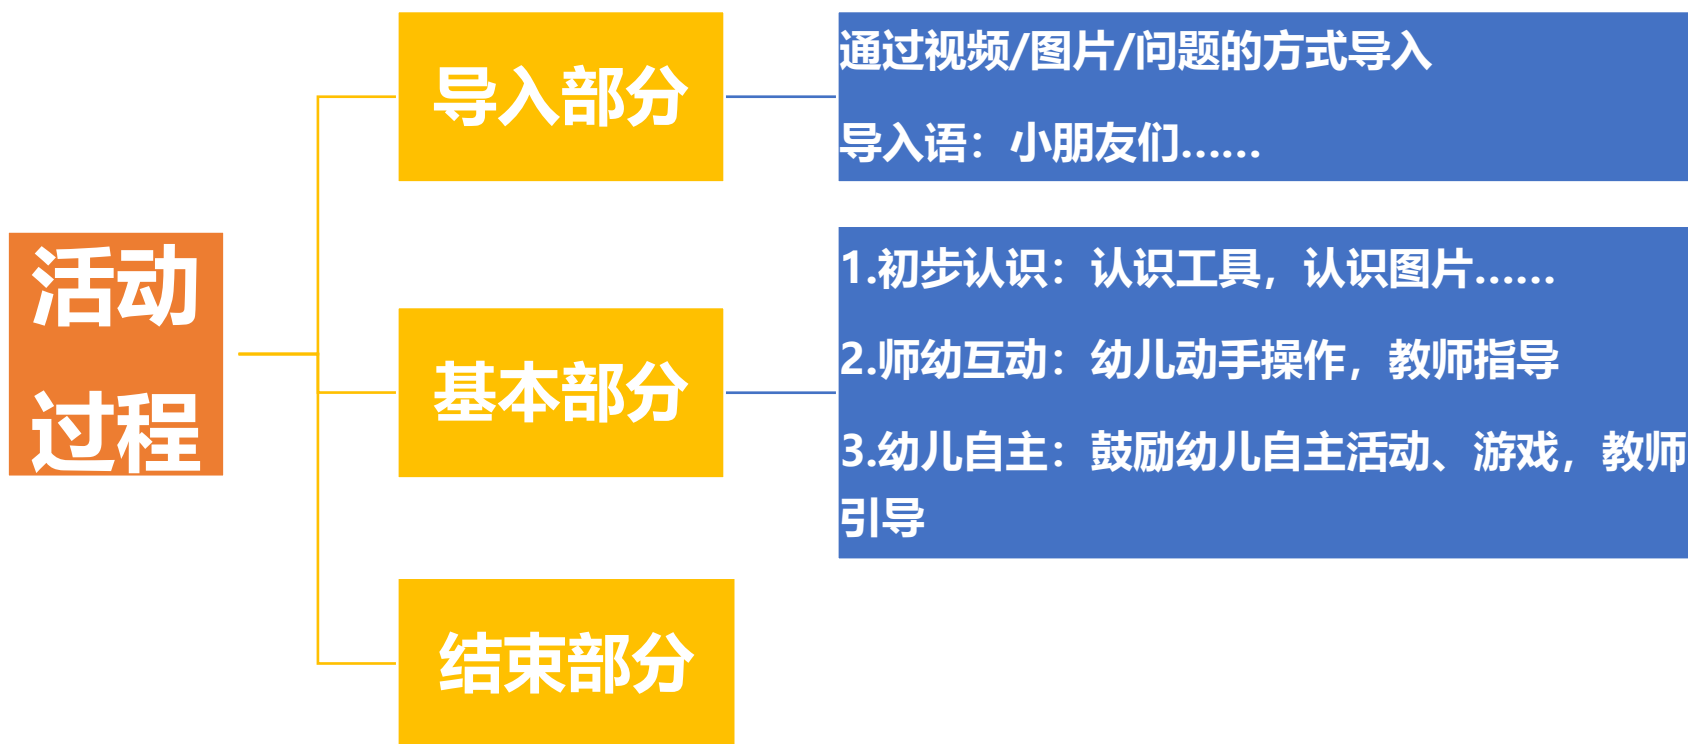 活动
过程
导入部分
通过视频/图片/问题的方式导入
导入语：小朋友们……
基本部分
1.初步认识：认识工具，认识图片……
2.师幼互动：幼儿动手操作，教师指导
3.幼儿自主：鼓励幼儿自主活动、游戏，教师
引导
结束部分